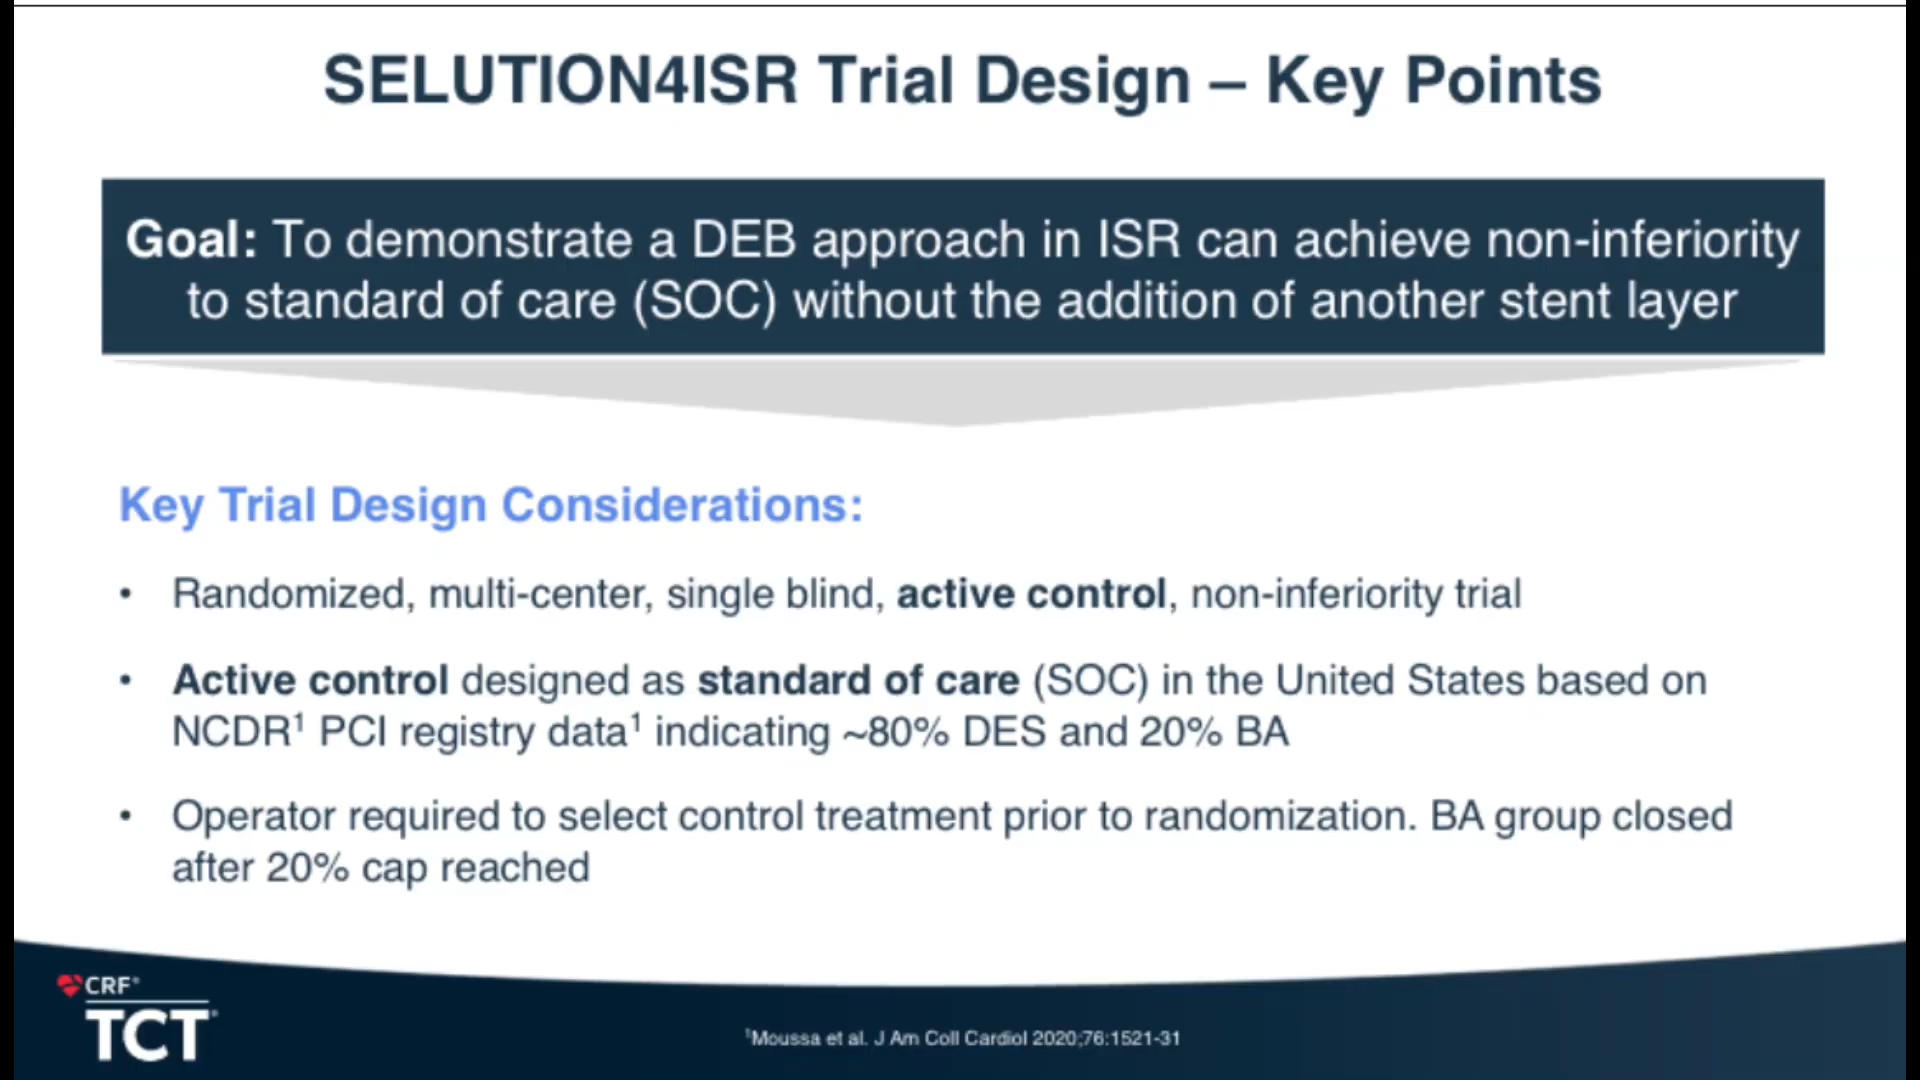 SELUTION4ISR Trial Design – Key Points
Goal: To demonstrate a DEB approach in ISR can achieve non-inferiority
to standard of care (SOC) without the addition of another stent layer
Key Trial Design Considerations:
• Randomized, multi-center, single blind, active control, non-inferiority trial
• Active control designed as standard of care (SOC) in the United States based on
NCDR¹ PCI registry data¹ indicating ~80% DES and 20% BA
• Operator required to select control treatment prior to randomization. BA group closed
after 20% cap reached
CRF®
TCT®
¹Moussa et al. J Am Coll Cardiol 2020;76:1521-31